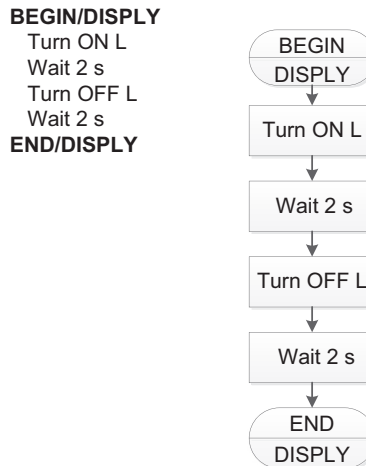 BEGIN/DISPLY
Turn ON L
Wait 2 s
Turn OFF L
Wait 2 s
END/DISPLY
BEGIN
DISPLY
Turn ON L
Wait 2 s
Turn OFF L
Wait 2 s
END
DISPLY